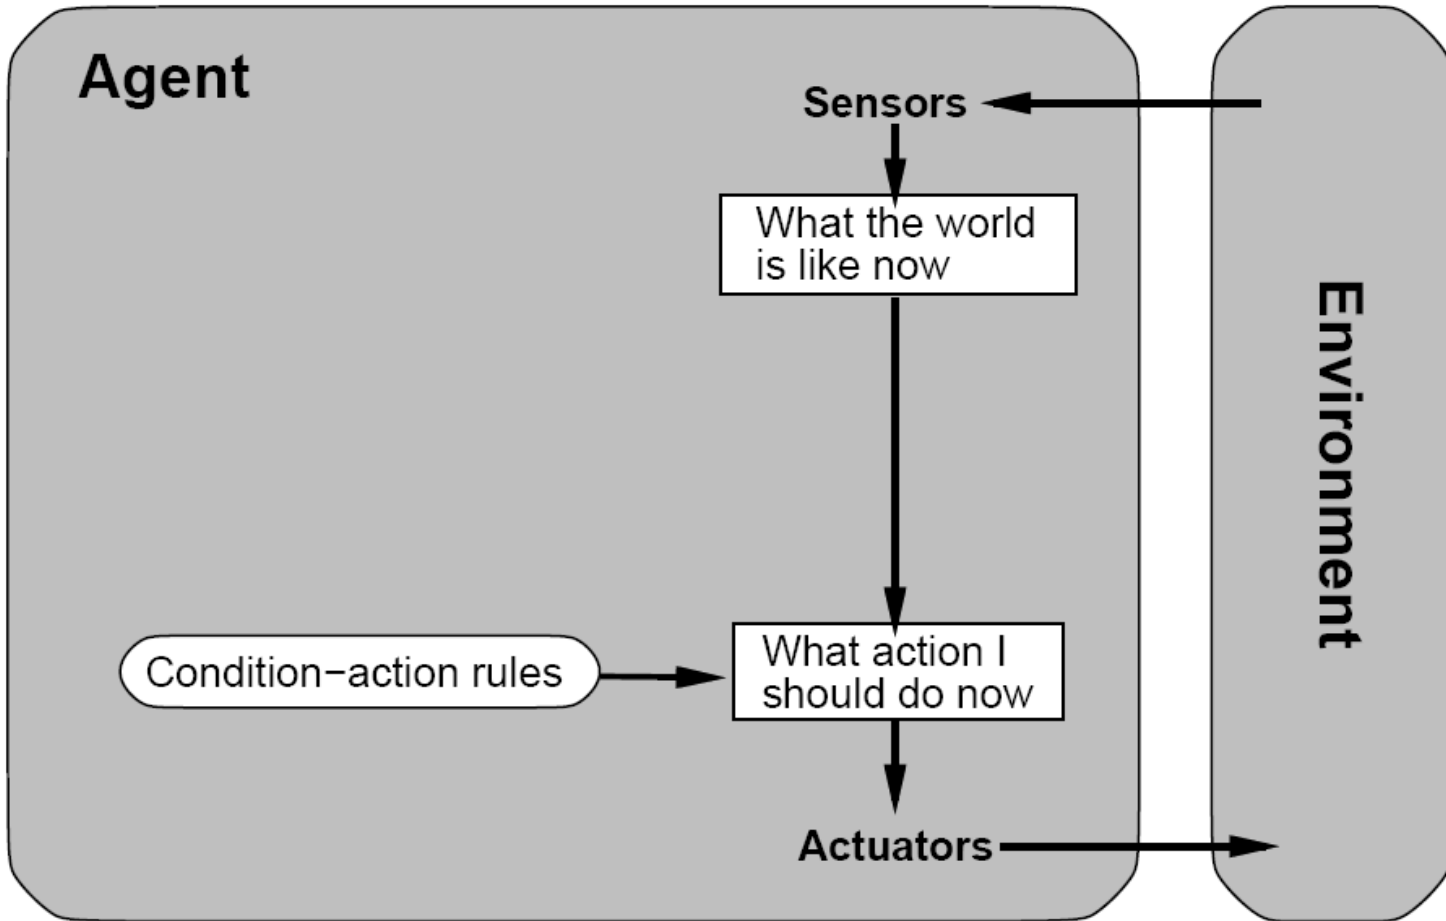 Agent
Sensors
What the world
is like now
Environment
Condition−action rules
What action I
should do now
Actuators